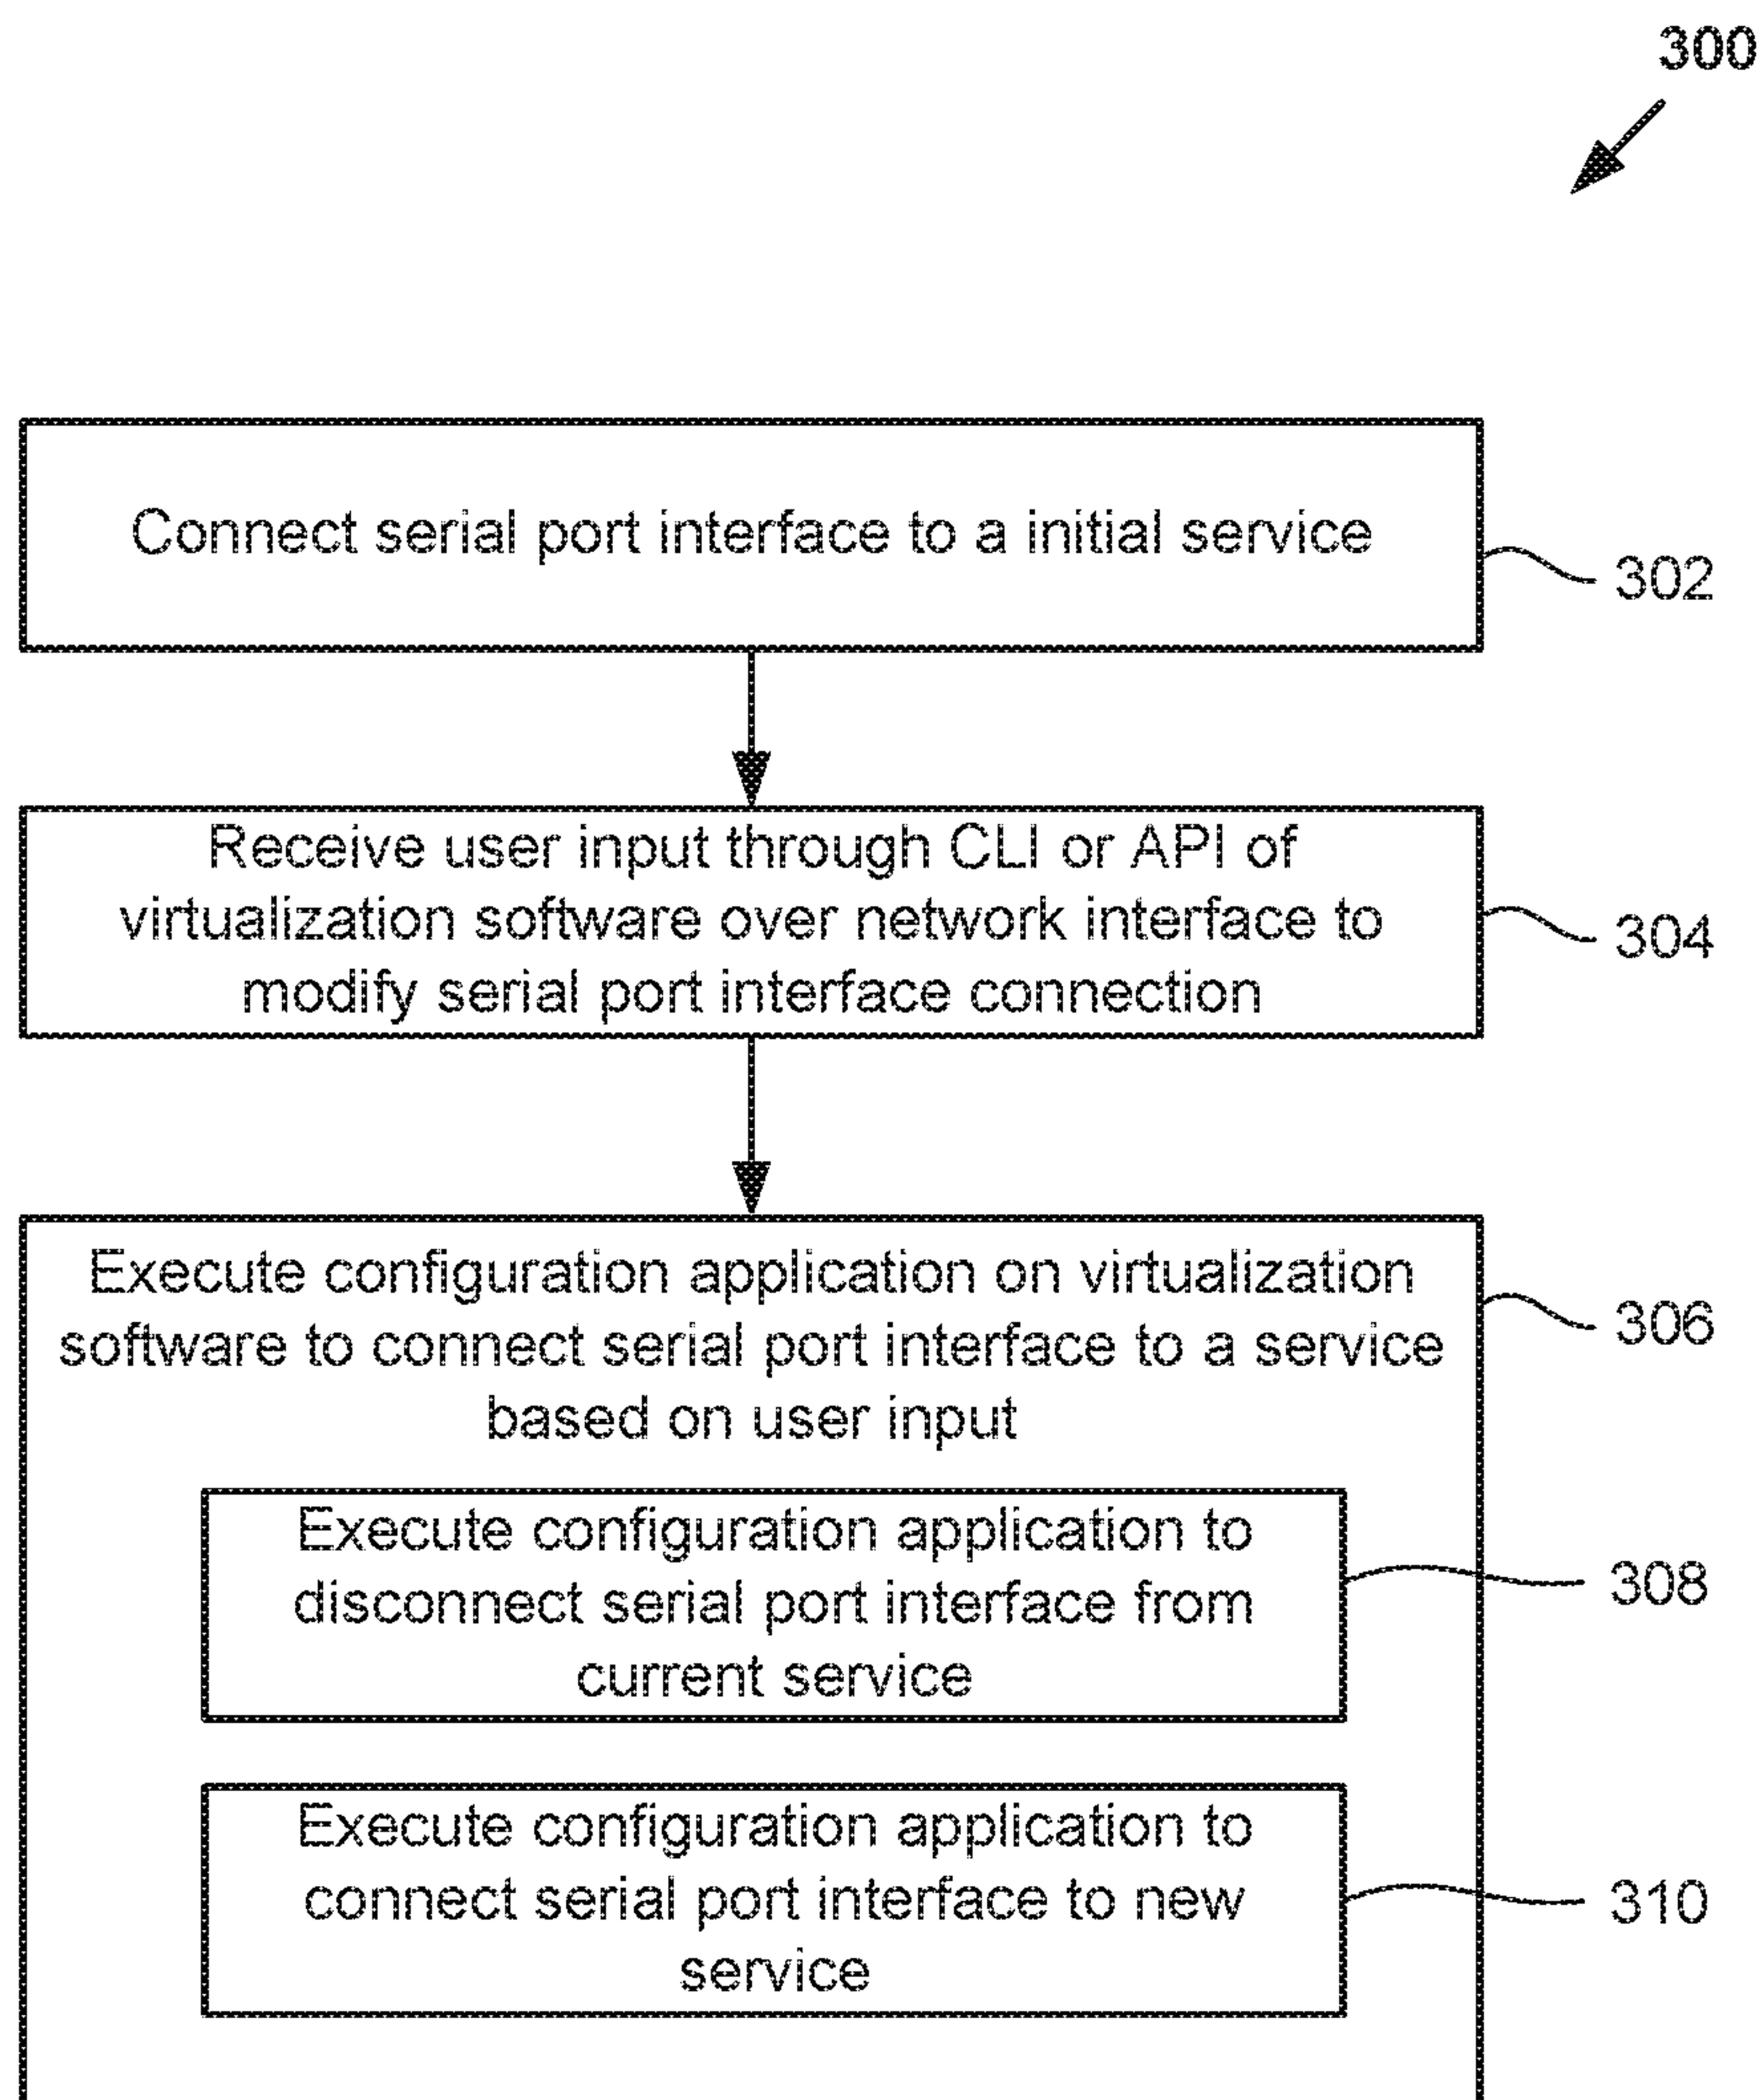 300
Connect serial port interface to a initial service
302
Receive user input through CLI or API of
virtualization software over network interface to
modify serial port interface connection
304
Execute configuration application on virtualization
software to connect serial port interface to a service
based on user input
306
Execute configuration application to
disconnect serial port interface from
current service
308
Execute configuration application to
connect serial port interface to new
service
310